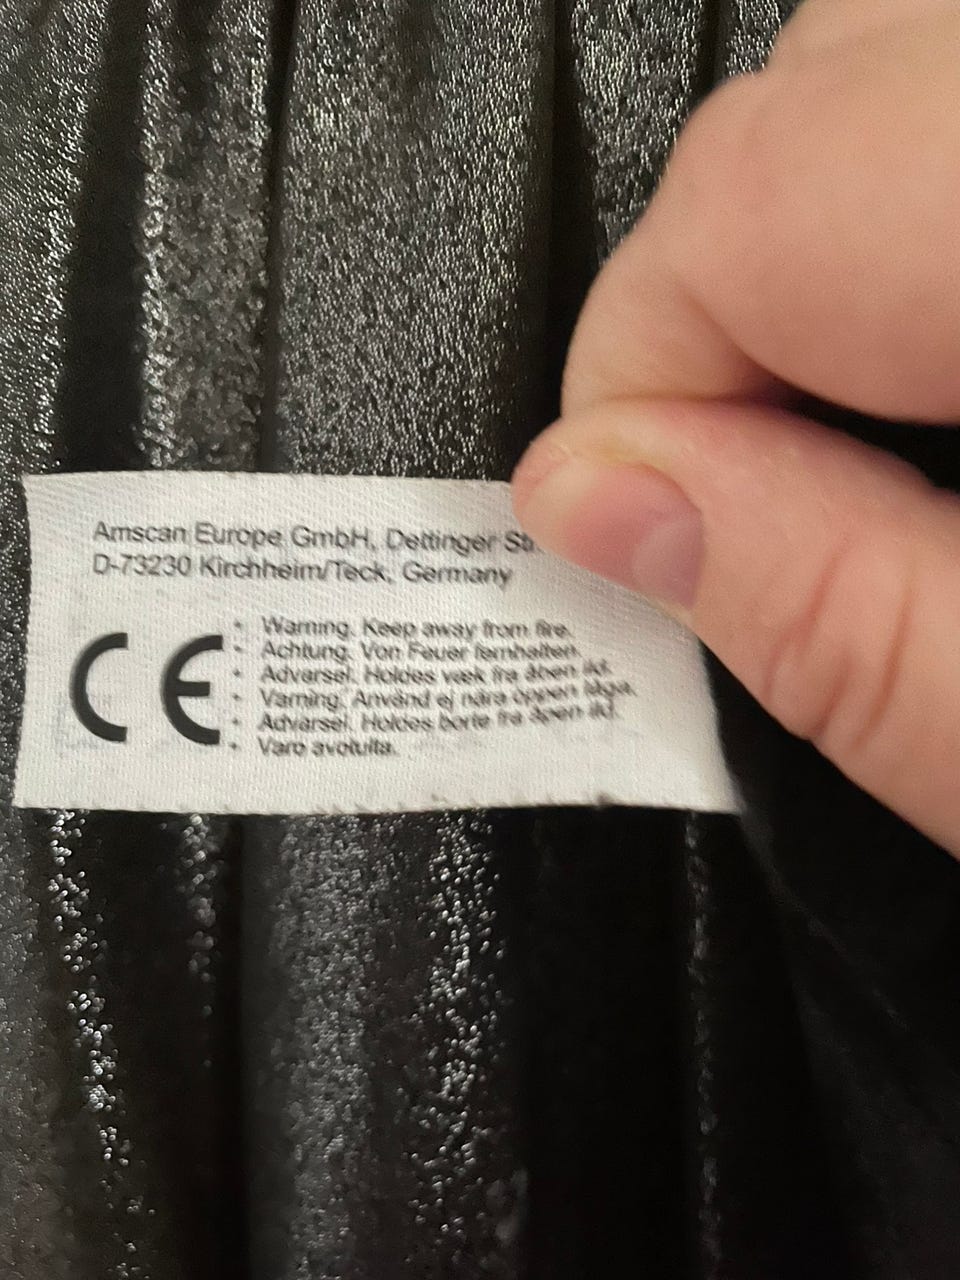 Amscan Europe GmbH, Dettinger Str.
D-73230 Kirchheim/Teck, Germany
CE
• Warning. Keep away from fire.
• Achtung. Von Feuer fernhalten.
• Advarsel. Holdes væk fra åben ild.
• Varning. Använd ej nära öppen låga.
• Advarsel. Holdes borte fra åpen ild.
• Varo avotulta.